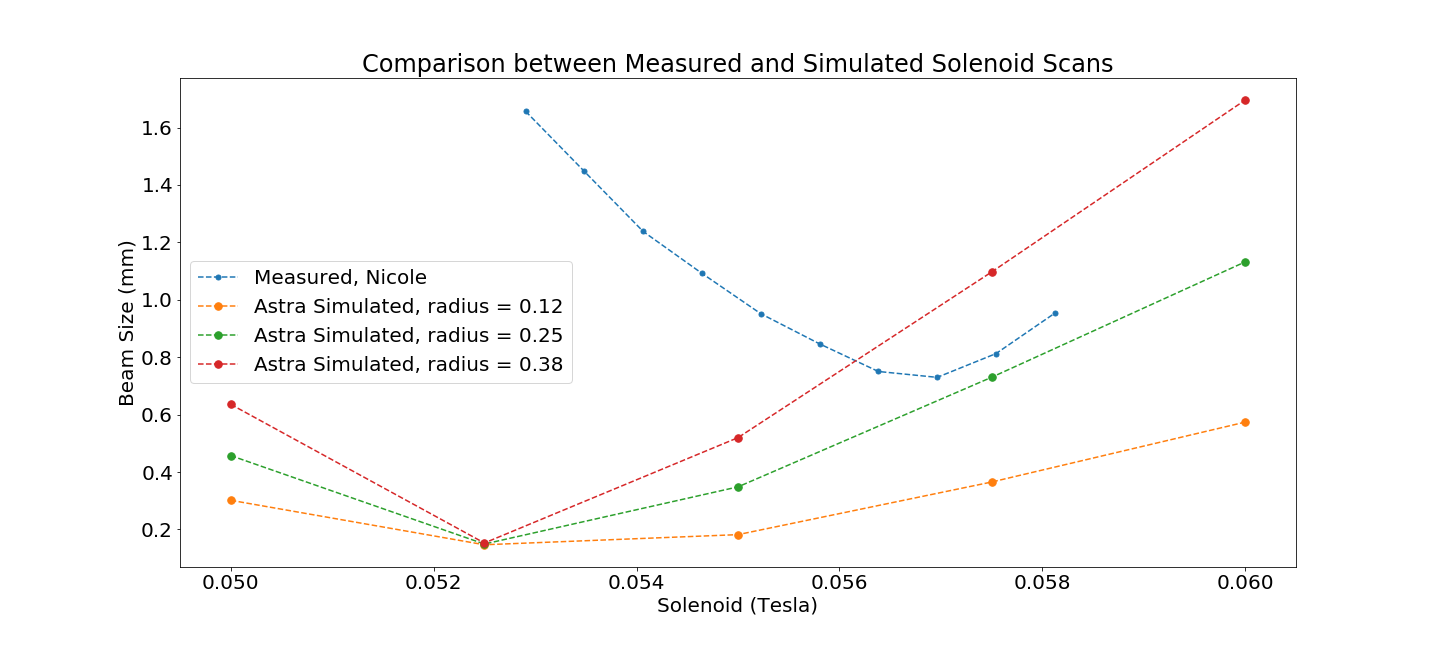 Comparison between Measured and Simulated Solenoid Scans
Beam Size (mm)
1.6
1.4
1.2
1.0
0.8
0.6
0.4
0.2
Measured, Nicole
Astra Simulated, radius = 0.12
Astra Simulated, radius = 0.25
Astra Simulated, radius = 0.38
0.050 0.052 0.054 0.056 0.058 0.060
Solenoid (Tesla)